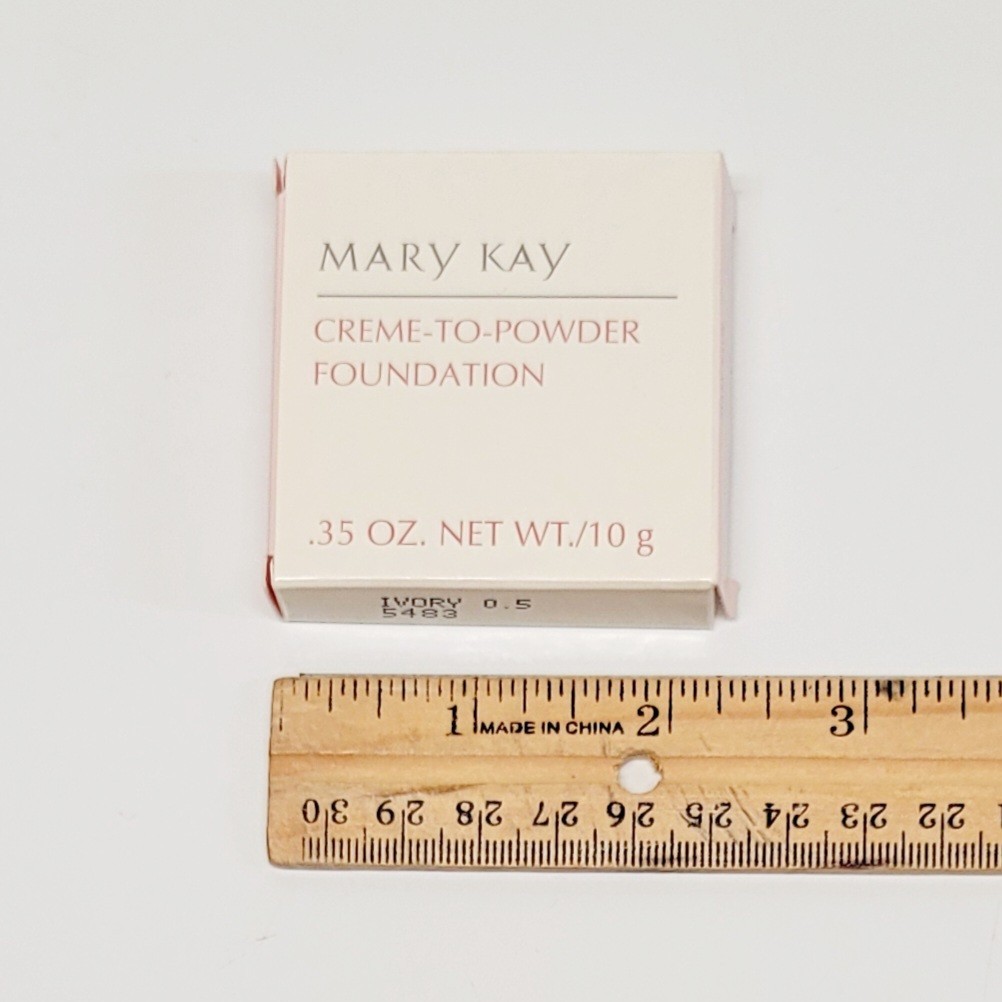 MARY KAY
CREME-TO-POWDER
FOUNDATION
.35 OZ. NET WT./10 g
IVORY 0.5
5483
1 MADE IN CHINA 2 3
30 29 28 27 26 25 24 23 22